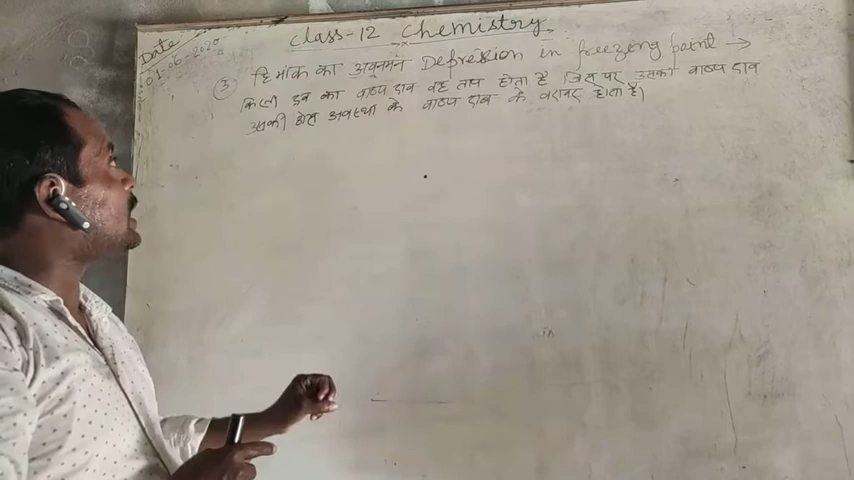 Date
01-06-2020
Class-12 Chemistry
③ हिमांक का अवनमन Depression in freezing point →
किसी द्रव का वाष्प दाब वह ताप होता है जिस पर उसका वाष्प दाब
उसकी ठोस अवस्था के वाष्प दाब के बराबर होता है।